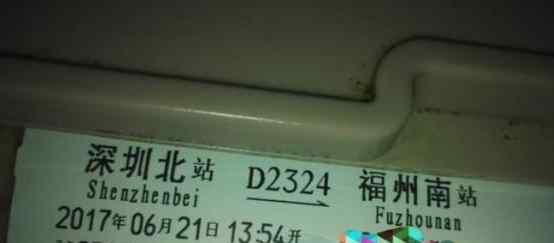 深圳北站 D2324 福州南站
Shenzhenbei Fuzhounan
2017年06月21日 13:54开